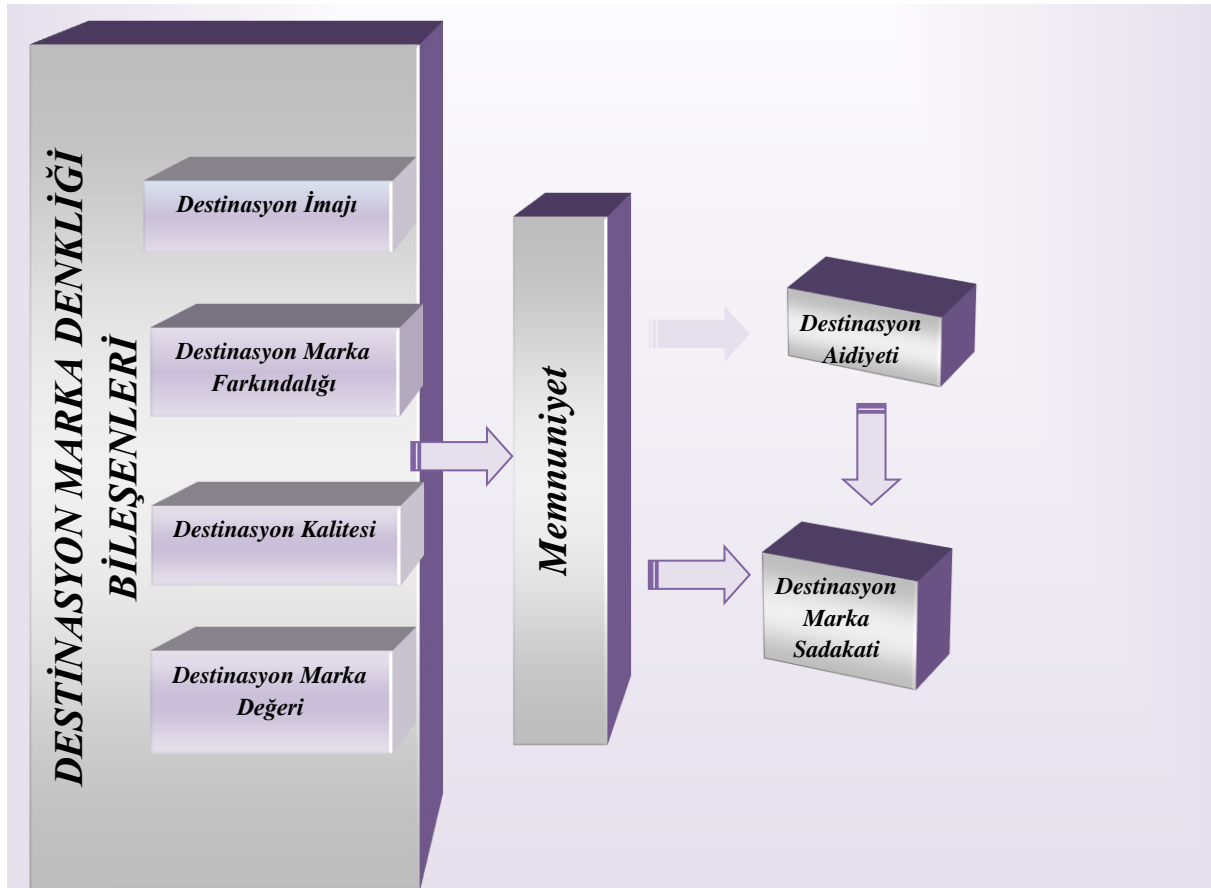 DESTİNASYON MARKA DENKLİĞİ
BİLEŞENLERİ
Destinasyon İmajı
Destinasyon Marka
Farkındalığı
Destinasyon Kalitesi
Destinasyon Marka
Değeri
Memnuniyet
Destinasyon
Aidiyeti
Destinasyon
Marka
Sadakati